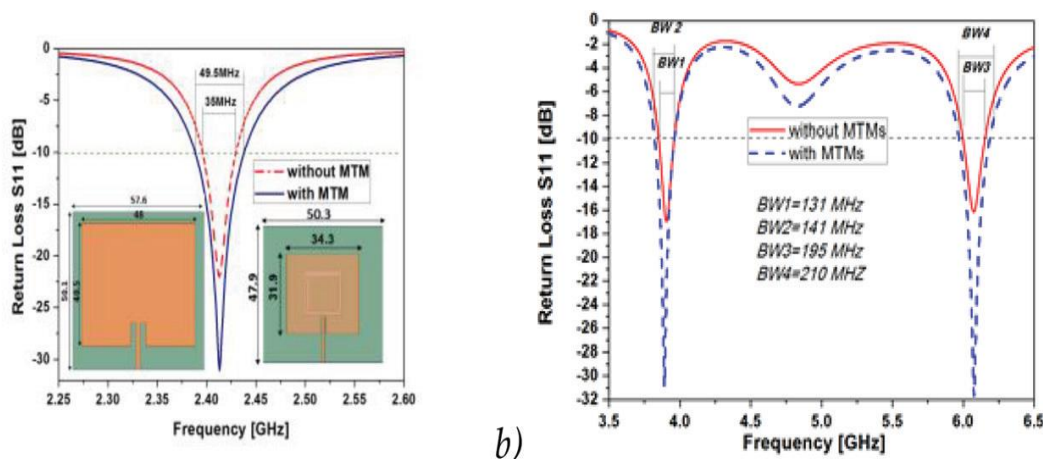 0
-5
-10
-15
-20
-25
-30
2.25 2.30 2.35 2.40 2.45 2.50 2.55 2.60
Return Loss S11 [dB]
Frequency [GHz]
49.5MHz
35MHz
without MTM
with MTM
57.6
48
50.1
49.5
50.3
34.3
47.9
31.9
b)
0
-2
-4
-6
-8
-10
-12
-14
-16
-18
-20
-22
-24
-26
-28
-30
-32
3.5 4.0 4.5 5.0 5.5 6.0 6.5
Return Loss S11 [dB]
Frequency [GHz]
BW 2
BW1
BW4
BW3
without MTMs
with MTMs
BW1=131 MHz
BW2=141 MHz
BW3=195 MHz
BW4=210 MHZ